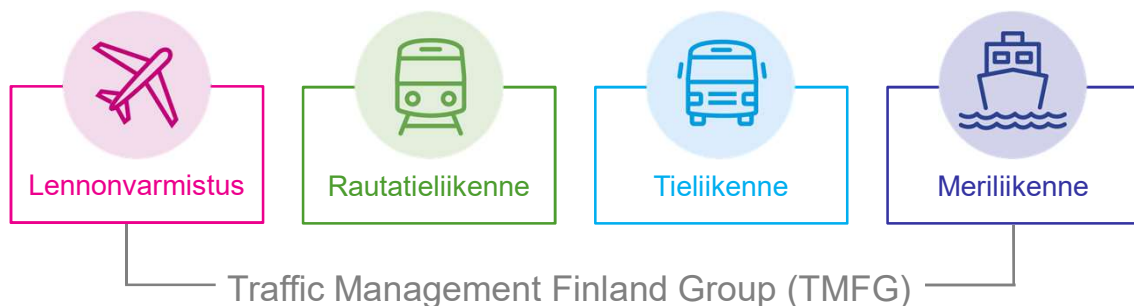 Lennonvarmistus
Rautatieliikenne
Tieliikenne
Meriliikenne
Traffic Management Finland Group (TMFG)